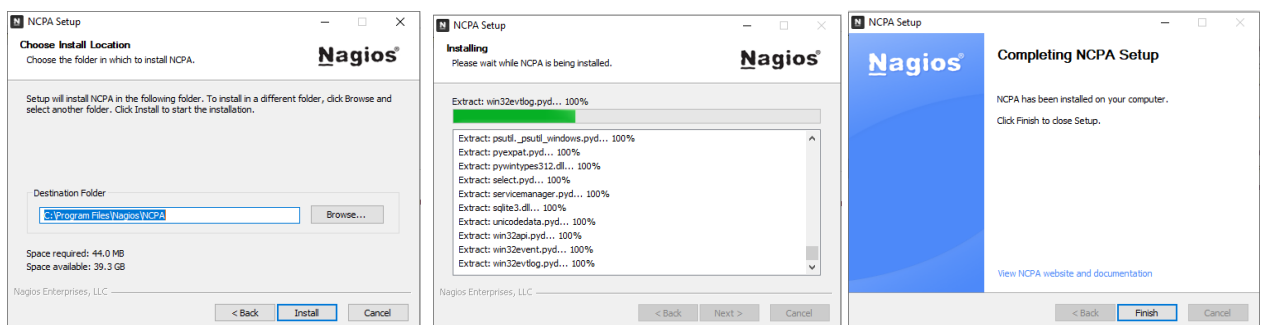 NCPA Setup
Choose Install Location
Choose the folder in which to install NCPA.
Nagios®
Setup will install NCPA in the following folder. To install in a different folder, click Browse and
select another folder. Click Install to start the installation.
Destination Folder
C:\Program Files\Nagios\NCPA
Browse...
Space required: 44.0 MB
Space available: 39.3 GB
Nagios Enterprises, LLC
< Back
Install
Cancel
NCPA Setup
Installing
Please wait while NCPA is being installed.
Nagios®
Extract: win32evtlog.pyd... 100%
Extract: psutil._psutil_windows.pyd... 100%
Extract: pyexpat.pyd... 100%
Extract: pywintypes312.dll... 100%
Extract: select.pyd... 100%
Extract: servicemanager.pyd... 100%
Extract: sqlite3.dll... 100%
Extract: unicodedata.pyd... 100%
Extract: win32api.pyd... 100%
Extract: win32event.pyd... 100%
Extract: win32evtlog.pyd... 100%
Nagios Enterprises, LLC
< Back
Next >
Cancel
NCPA Setup
Nagios®
Completing NCPA Setup
NCPA has been installed on your computer.
Click Finish to close Setup.
View NCPA website and documentation
< Back
Finish
Cancel